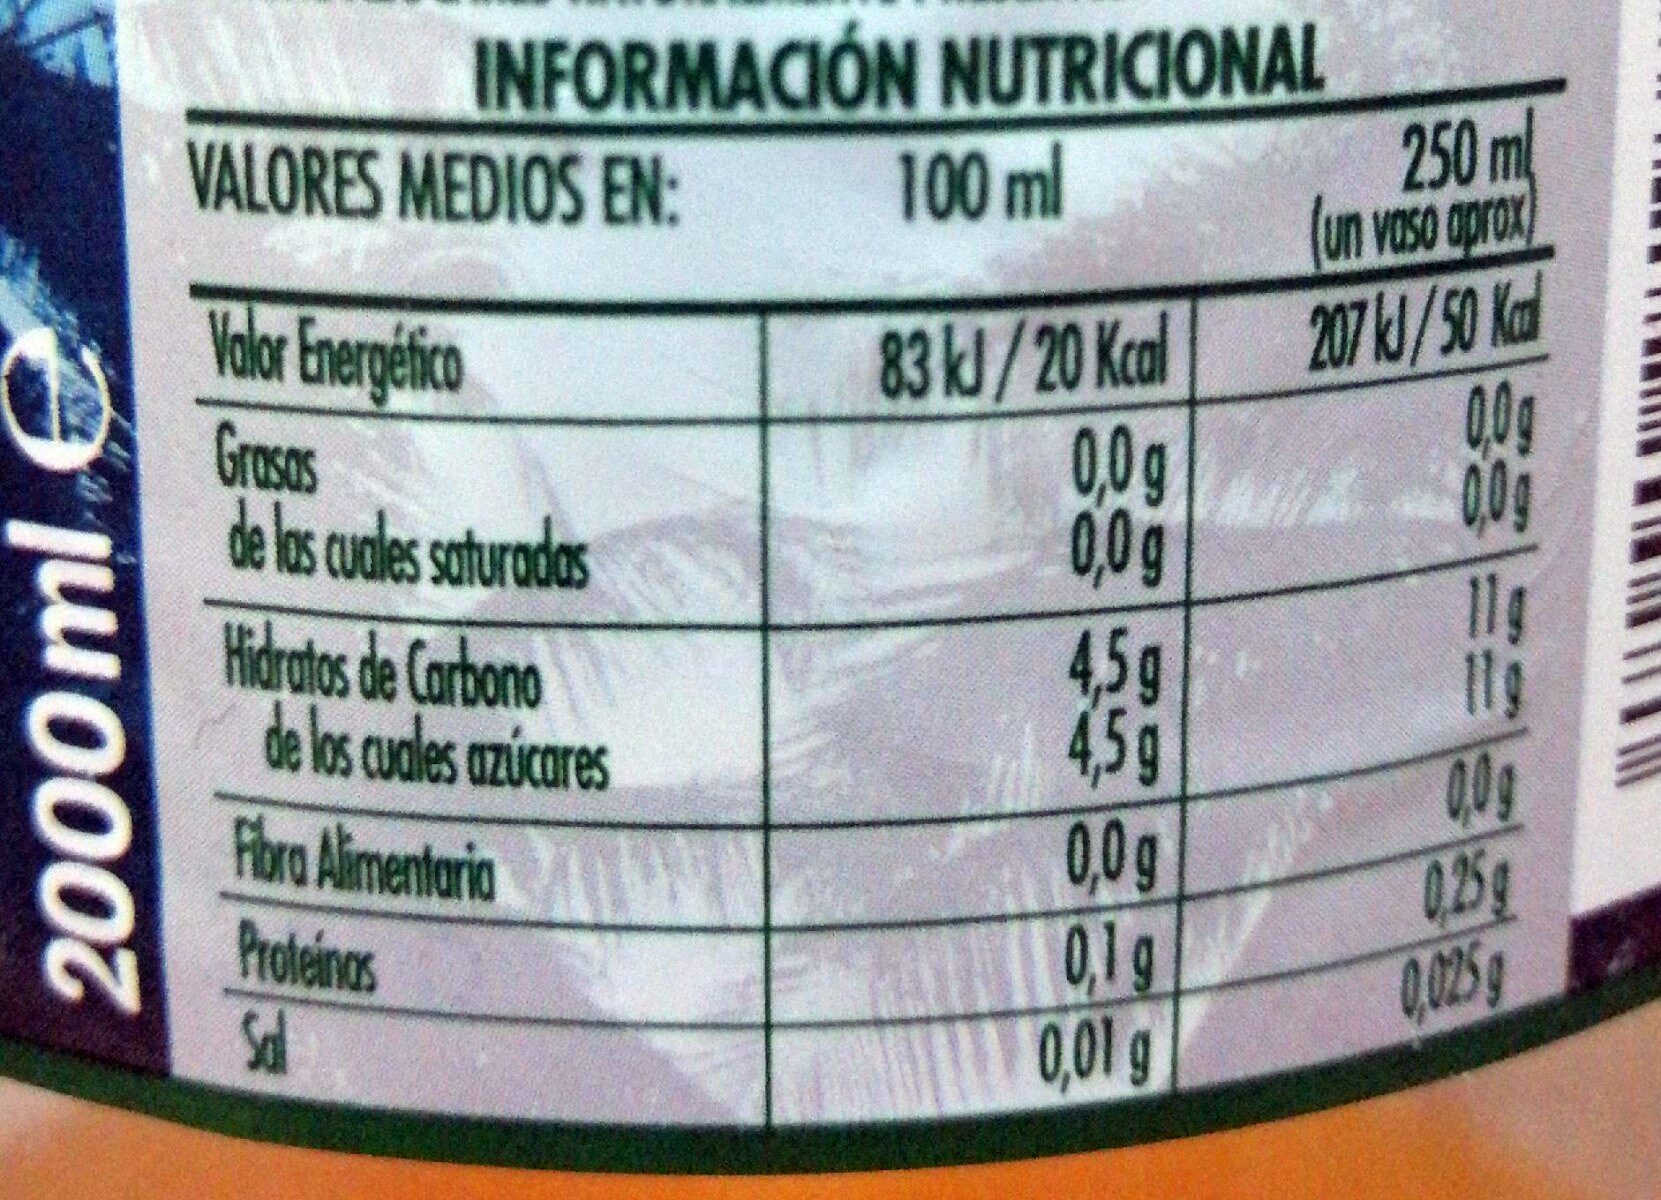 INFORMACIÓN NUTRICIONAL
VALORES MEDIOS EN: 100 ml 250 ml
(un vaso aprox)
Valor Energético 83 kJ / 20 Kcal 207 kJ / 50 Kcal
Grasas 0,0 g 0,0 g
de las cuales saturadas 0,0 g 0,0 g
Hidratos de Carbono 4,5 g 11 g
de los cuales azúcares 4,5 g 11 g
Fibra Alimentaria 0,0 g 0,0 g
Proteínas 0,1 g 0,25 g
Sal 0,01 g 0,025 g
2000 ml e